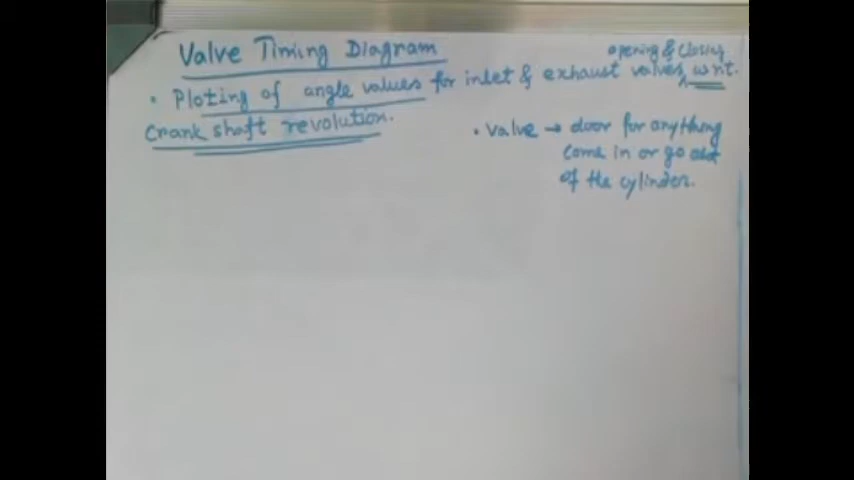 Valve Timing Diagram
opening & closing
• Ploting of angle values for inlet & exhaust valves w.r.t.
Crank shaft revolution.
• Valve → door for anything
come in or go out
of the cylinder.